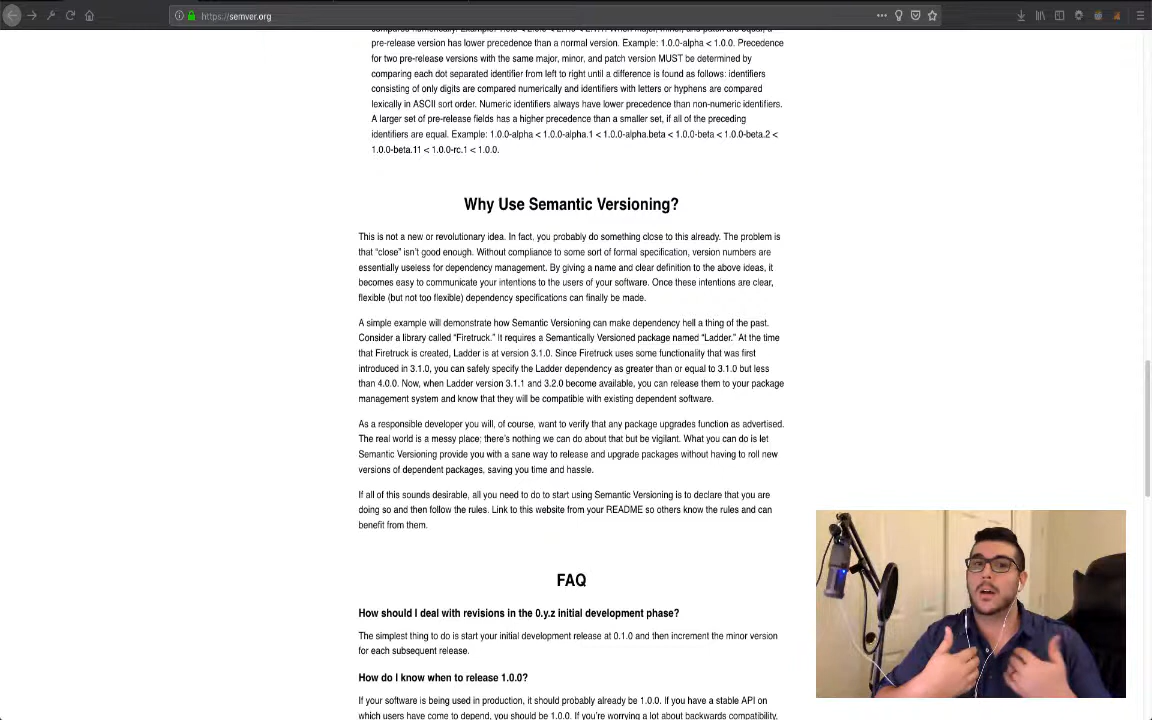 https://semver.org
pre-release version has lower precedence than a normal version. Example: 1.0.0-alpha < 1.0.0. Precedence
for two pre-release versions with the same major, minor, and patch version MUST be determined by
comparing each dot separated identifier from left to right until a difference is found as follows: identifiers
consisting of only digits are compared numerically and identifiers with letters or hyphens are compared
lexically in ASCII sort order. Numeric identifiers always have lower precedence than non-numeric identifiers.
A larger set of pre-release fields has a higher precedence than a smaller set, if all of the preceding
identifiers are equal. Example: 1.0.0-alpha < 1.0.0-alpha.1 < 1.0.0-alpha.beta < 1.0.0-beta < 1.0.0-beta.2 <
1.0.0-beta.11 < 1.0.0-rc.1 < 1.0.0.
Why Use Semantic Versioning?
This is not a new or revolutionary idea. In fact, you probably do something close to this already. The problem is
that “close” isn’t good enough. Without compliance to some sort of formal specification, version numbers are
essentially useless for dependency management. By giving a name and clear definition to the above ideas, it
becomes easy to communicate your intentions to the users of your software. Once these intentions are clear,
flexible (but not too flexible) dependency specifications can finally be made.
A simple example will demonstrate how Semantic Versioning can make dependency hell a thing of the past.
Consider a library called “Firetruck.” It requires a Semantically Versioned package named “Ladder.” At the time
that Firetruck is created, Ladder is at version 3.1.0. Since Firetruck uses some functionality that was first
introduced in 3.1.0, you can safely specify the Ladder dependency as greater than or equal to 3.1.0 but less
than 4.0.0. Now, when Ladder version 3.1.1 and 3.2.0 become available, you can release them to your package
management system and know that they will be compatible with existing dependent software.
As a responsible developer you will, of course, want to verify that any package upgrades function as advertised.
The real world is a messy place; there’s nothing we can do about that but be vigilant. What you can do is let
Semantic Versioning provide you with a sane way to release and upgrade packages without having to roll new
versions of dependent packages, saving you time and hassle.
If all of this sounds desirable, all you need to do to start using Semantic Versioning is to declare that you are
doing so and then follow the rules. Link to this website from your README so others know the rules and can
benefit from them.
FAQ
How should I deal with revisions in the 0.y.z initial development phase?
The simplest thing to do is start your initial development release at 0.1.0 and then increment the minor version
for each subsequent release.
How do I know when to release 1.0.0?
If your software is being used in production, it should probably already be 1.0.0. If you have a stable API on
which users have come to depend, you should be 1.0.0. If you’re worrying a lot about backwards compatibility,